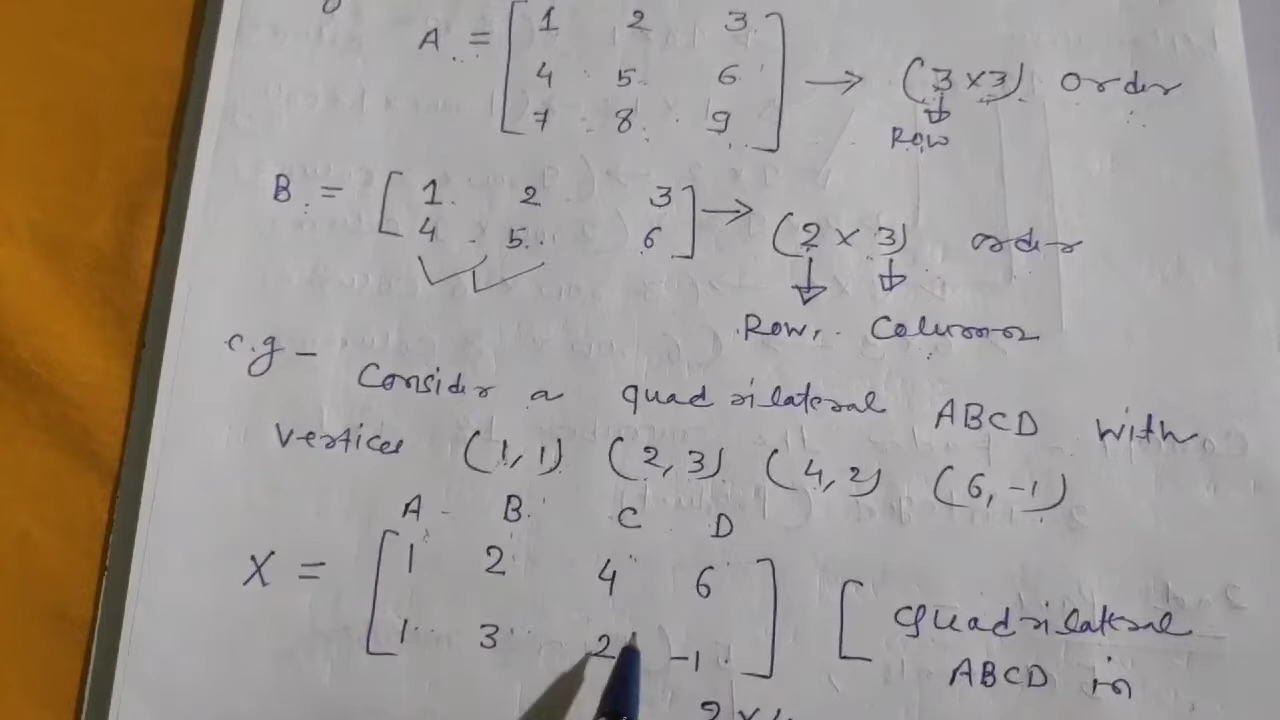 A = [1 2 3
4 5 6
7 8 9] → (3×3) order
Row
B = [1 2 3
4 5 6] → (2 × 3) order
Row, Column
e.g – Consider a quadrilateral ABCD with
vertices (1,1) (2,3) (4,2) (6,-1)
A B C D
X = [1 2 4 6
1 3 2 -1] [quadrilateral
ABCD in